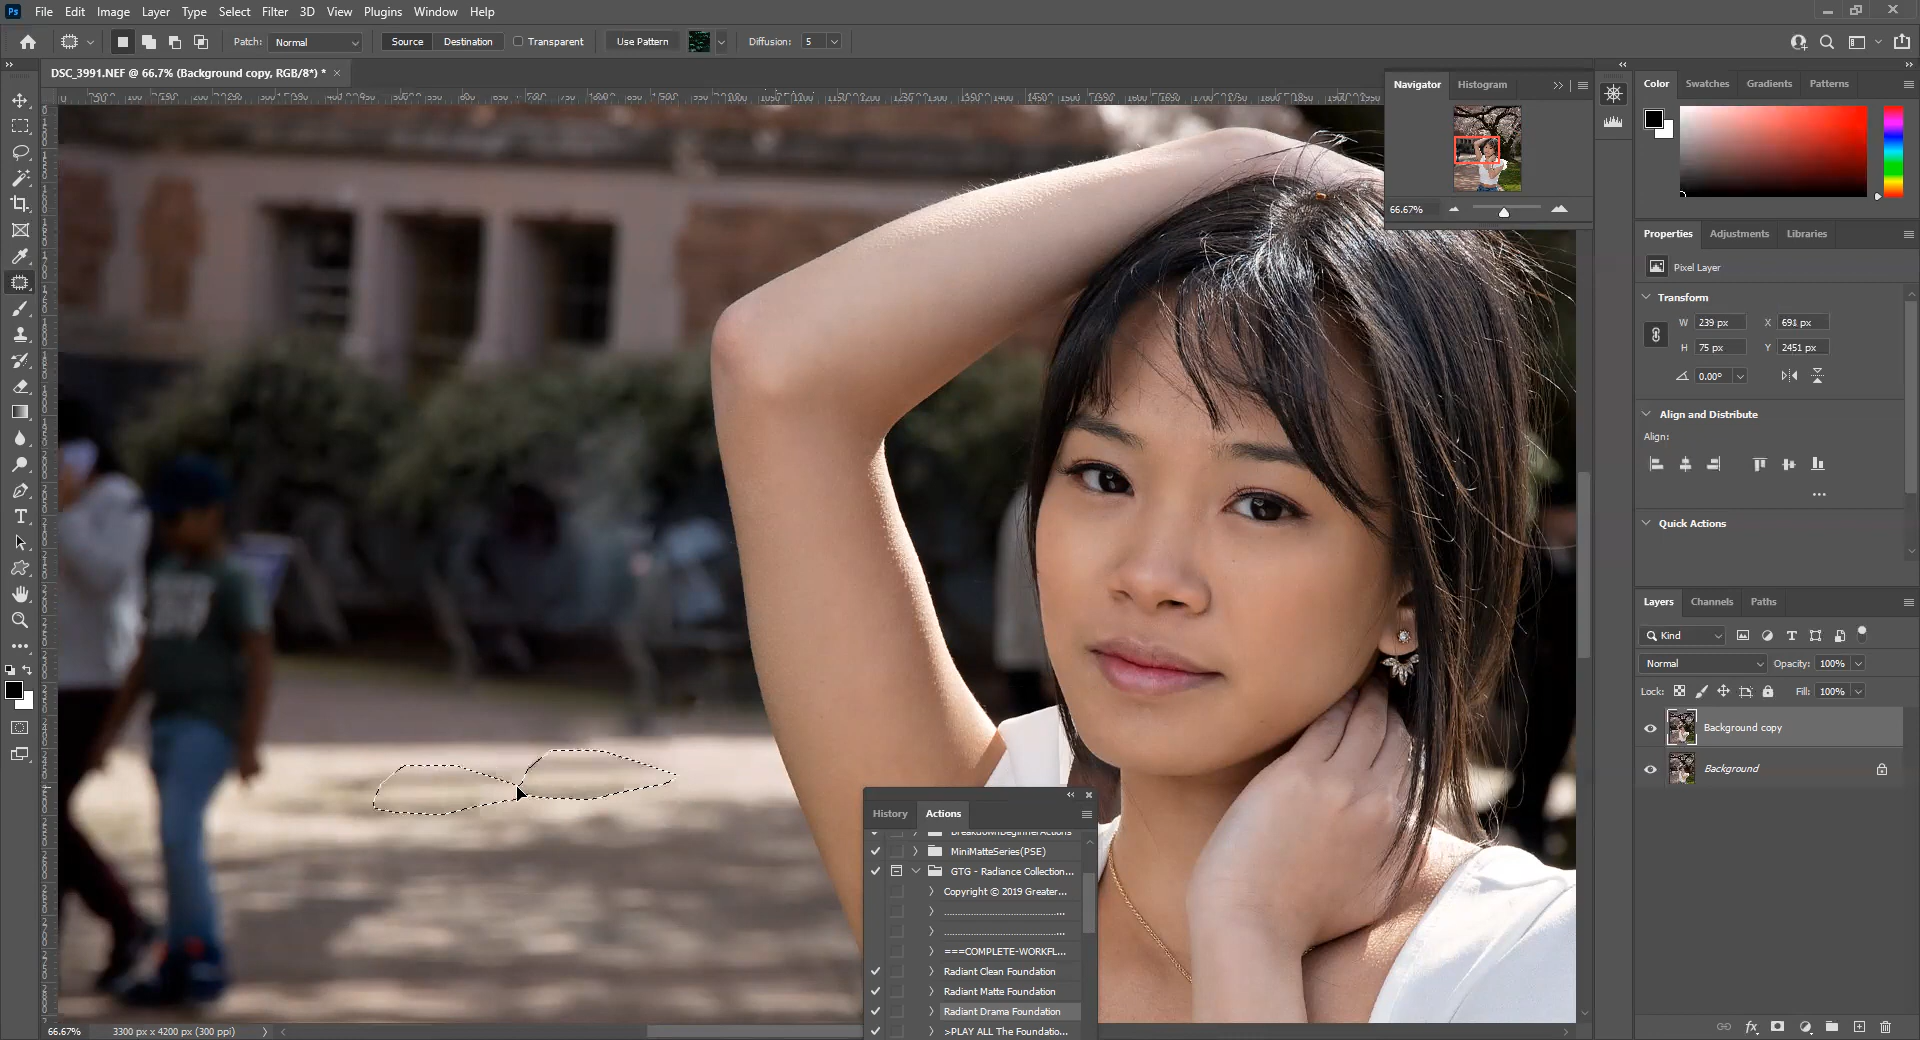 Ps File Edit Image Layer Type Select Filter 3D View Plugins Window Help
Patch: Normal Source Destination Transparent Use Pattern Diffusion: 5
DSC_3991.NEF @ 66.7% (Background copy, RGB/8*) * ×
Navigator Histogram
66.67%
Color Swatches Gradients Patterns
Properties Adjustments Libraries
Pixel Layer
Transform
W 239 px X 691 px
H 75 px Y 2451 px
0.00°
Align and Distribute
Align:
Quick Actions
Layers Channels Paths
Kind
Normal Opacity: 100%
Lock: Fill: 100%
Background copy
Background
History Actions
BreakdownBeginnerActions
MiniMatteSeries(PSE)
GTG - Radiance Collection...
Copyright © 2019 Greater...
===COMPLETE-WORKFL...
Radiant Clean Foundation
Radiant Matte Foundation
Radiant Drama Foundation
>PLAY ALL The Foundatio...
66.67% 3300 px x 4200 px (300 ppi)